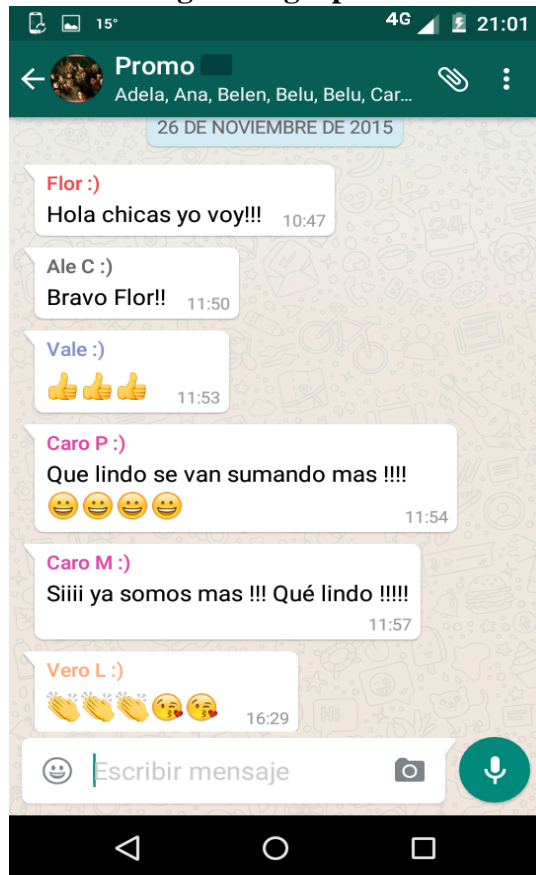 15°
4G
21:01
Promo
Adela, Ana, Belen, Belu, Belu, Car...
26 DE NOVIEMBRE DE 2015
Flor :)
Hola chicas yo voy!!! 10:47
Ale C :)
Bravo Flor!! 11:50
Vale :)
👍👍👍 11:53
Caro P :)
Que lindo se van sumando mas !!!!
😀😀😀😀 11:54
Caro M :)
Siiii ya somos mas !!! Qué lindo !!!!!
11:57
Vero L :)
👏👏👏😘😘 16:29
Escribir mensaje